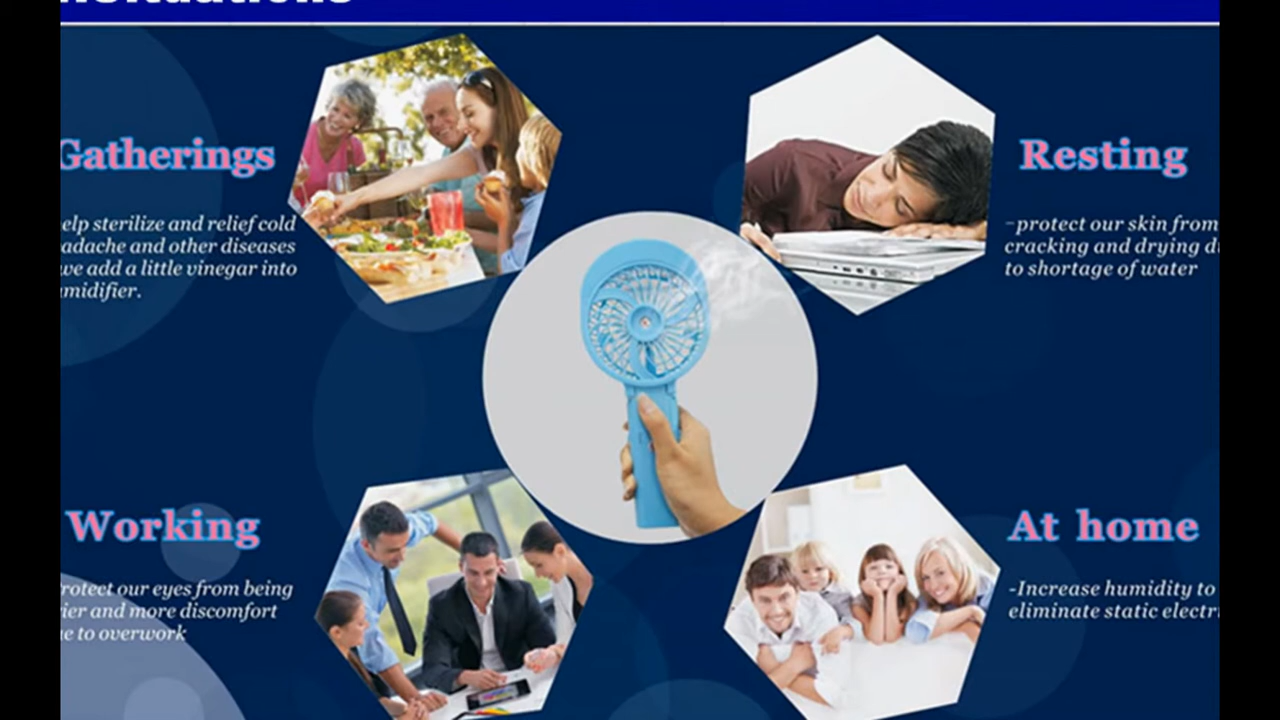 Gatherings
elp sterilize and relief cold
adache and other diseases
we add a little vinegar into
midifier.
Resting
-protect our skin from
cracking and drying d
to shortage of water
Working
rotect our eyes from being
ier and more discomfort
e to overwork
At home
-Increase humidity to
eliminate static electr